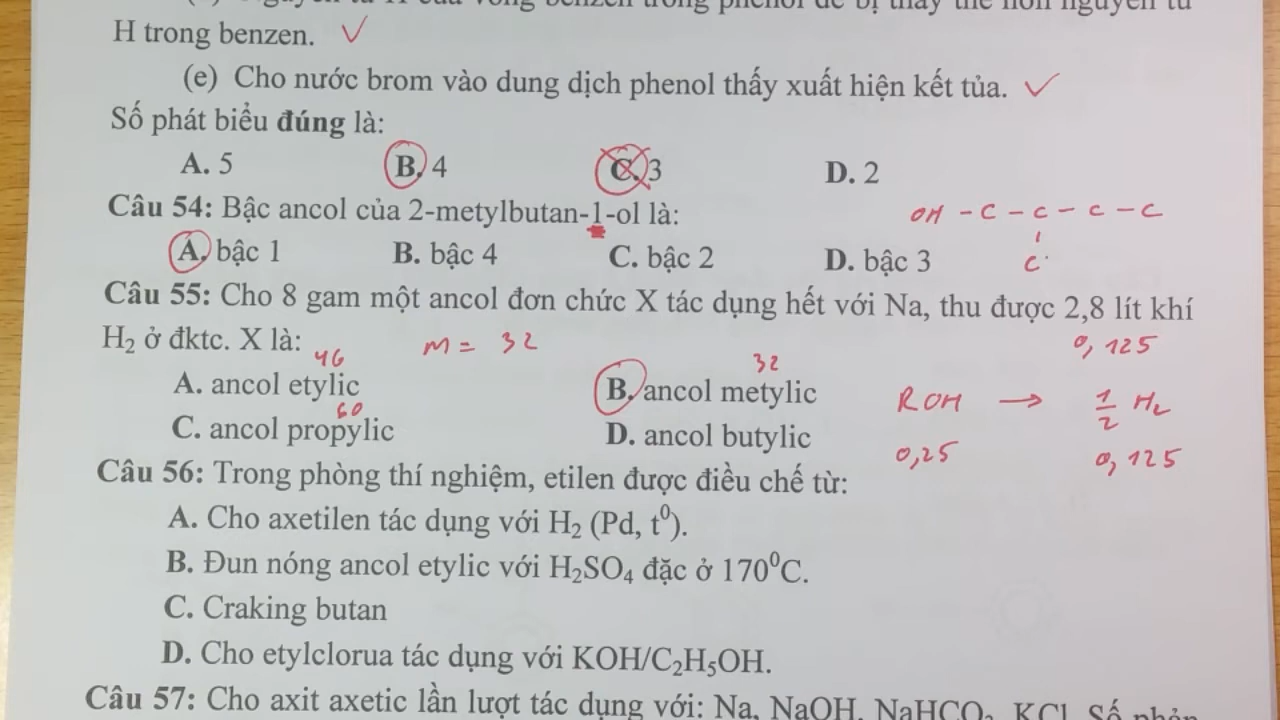 H trong benzen. ✓
(e) Cho nước brom vào dung dịch phenol thấy xuất hiện kết tủa. ✓
Số phát biểu đúng là:
A. 5 B. 4 C. 3 D. 2
Câu 54: Bậc ancol của 2-metylbutan-1-ol là:
OH - C - C - C - C
C
A. bậc 1 B. bậc 4 C. bậc 2 D. bậc 3
Câu 55: Cho 8 gam một ancol đơn chức X tác dụng hết với Na, thu được 2,8 lít khí
0,125
H₂ ở đktc. X là:
M = 32
46
32
A. ancol etylic B. ancol metylic
ROH → 1/2 H₂
60
C. ancol propylic D. ancol butylic
0,25 0,125
Câu 56: Trong phòng thí nghiệm, etilen được điều chế từ:
A. Cho axetilen tác dụng với H₂ (Pd, t⁰).
B. Đun nóng ancol etylic với H₂SO₄ đặc ở 170⁰C.
C. Craking butan
D. Cho etylclorua tác dụng với KOH/C₂H₅OH.
Câu 57: Cho axit axetic lần lượt tác dụng với: Na, NaOH, NaHCO₃, KCl. Số phản